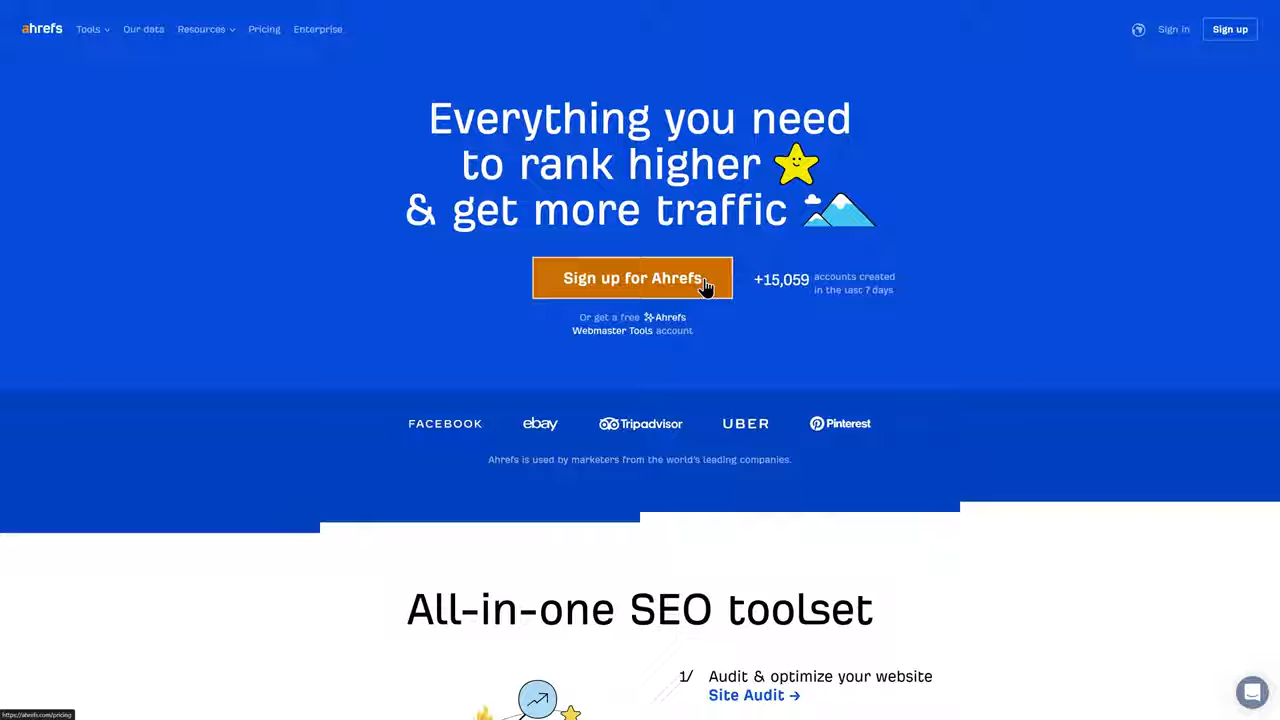 ahrefs Tools Our data Resources Pricing Enterprise Sign in Sign up
Everything you need
to rank higher
& get more traffic
Sign up for Ahrefs
+15,059 accounts created
in the last 7 days
Or get a free Ahrefs
Webmaster Tools account
FACEBOOK ebay Tripadvisor UBER Pinterest
Ahrefs is used by marketers from the world's leading companies.
All-in-one SEO toolset
1/ Audit & optimize your website
Site Audit →
https://ahrefs.com/pricing